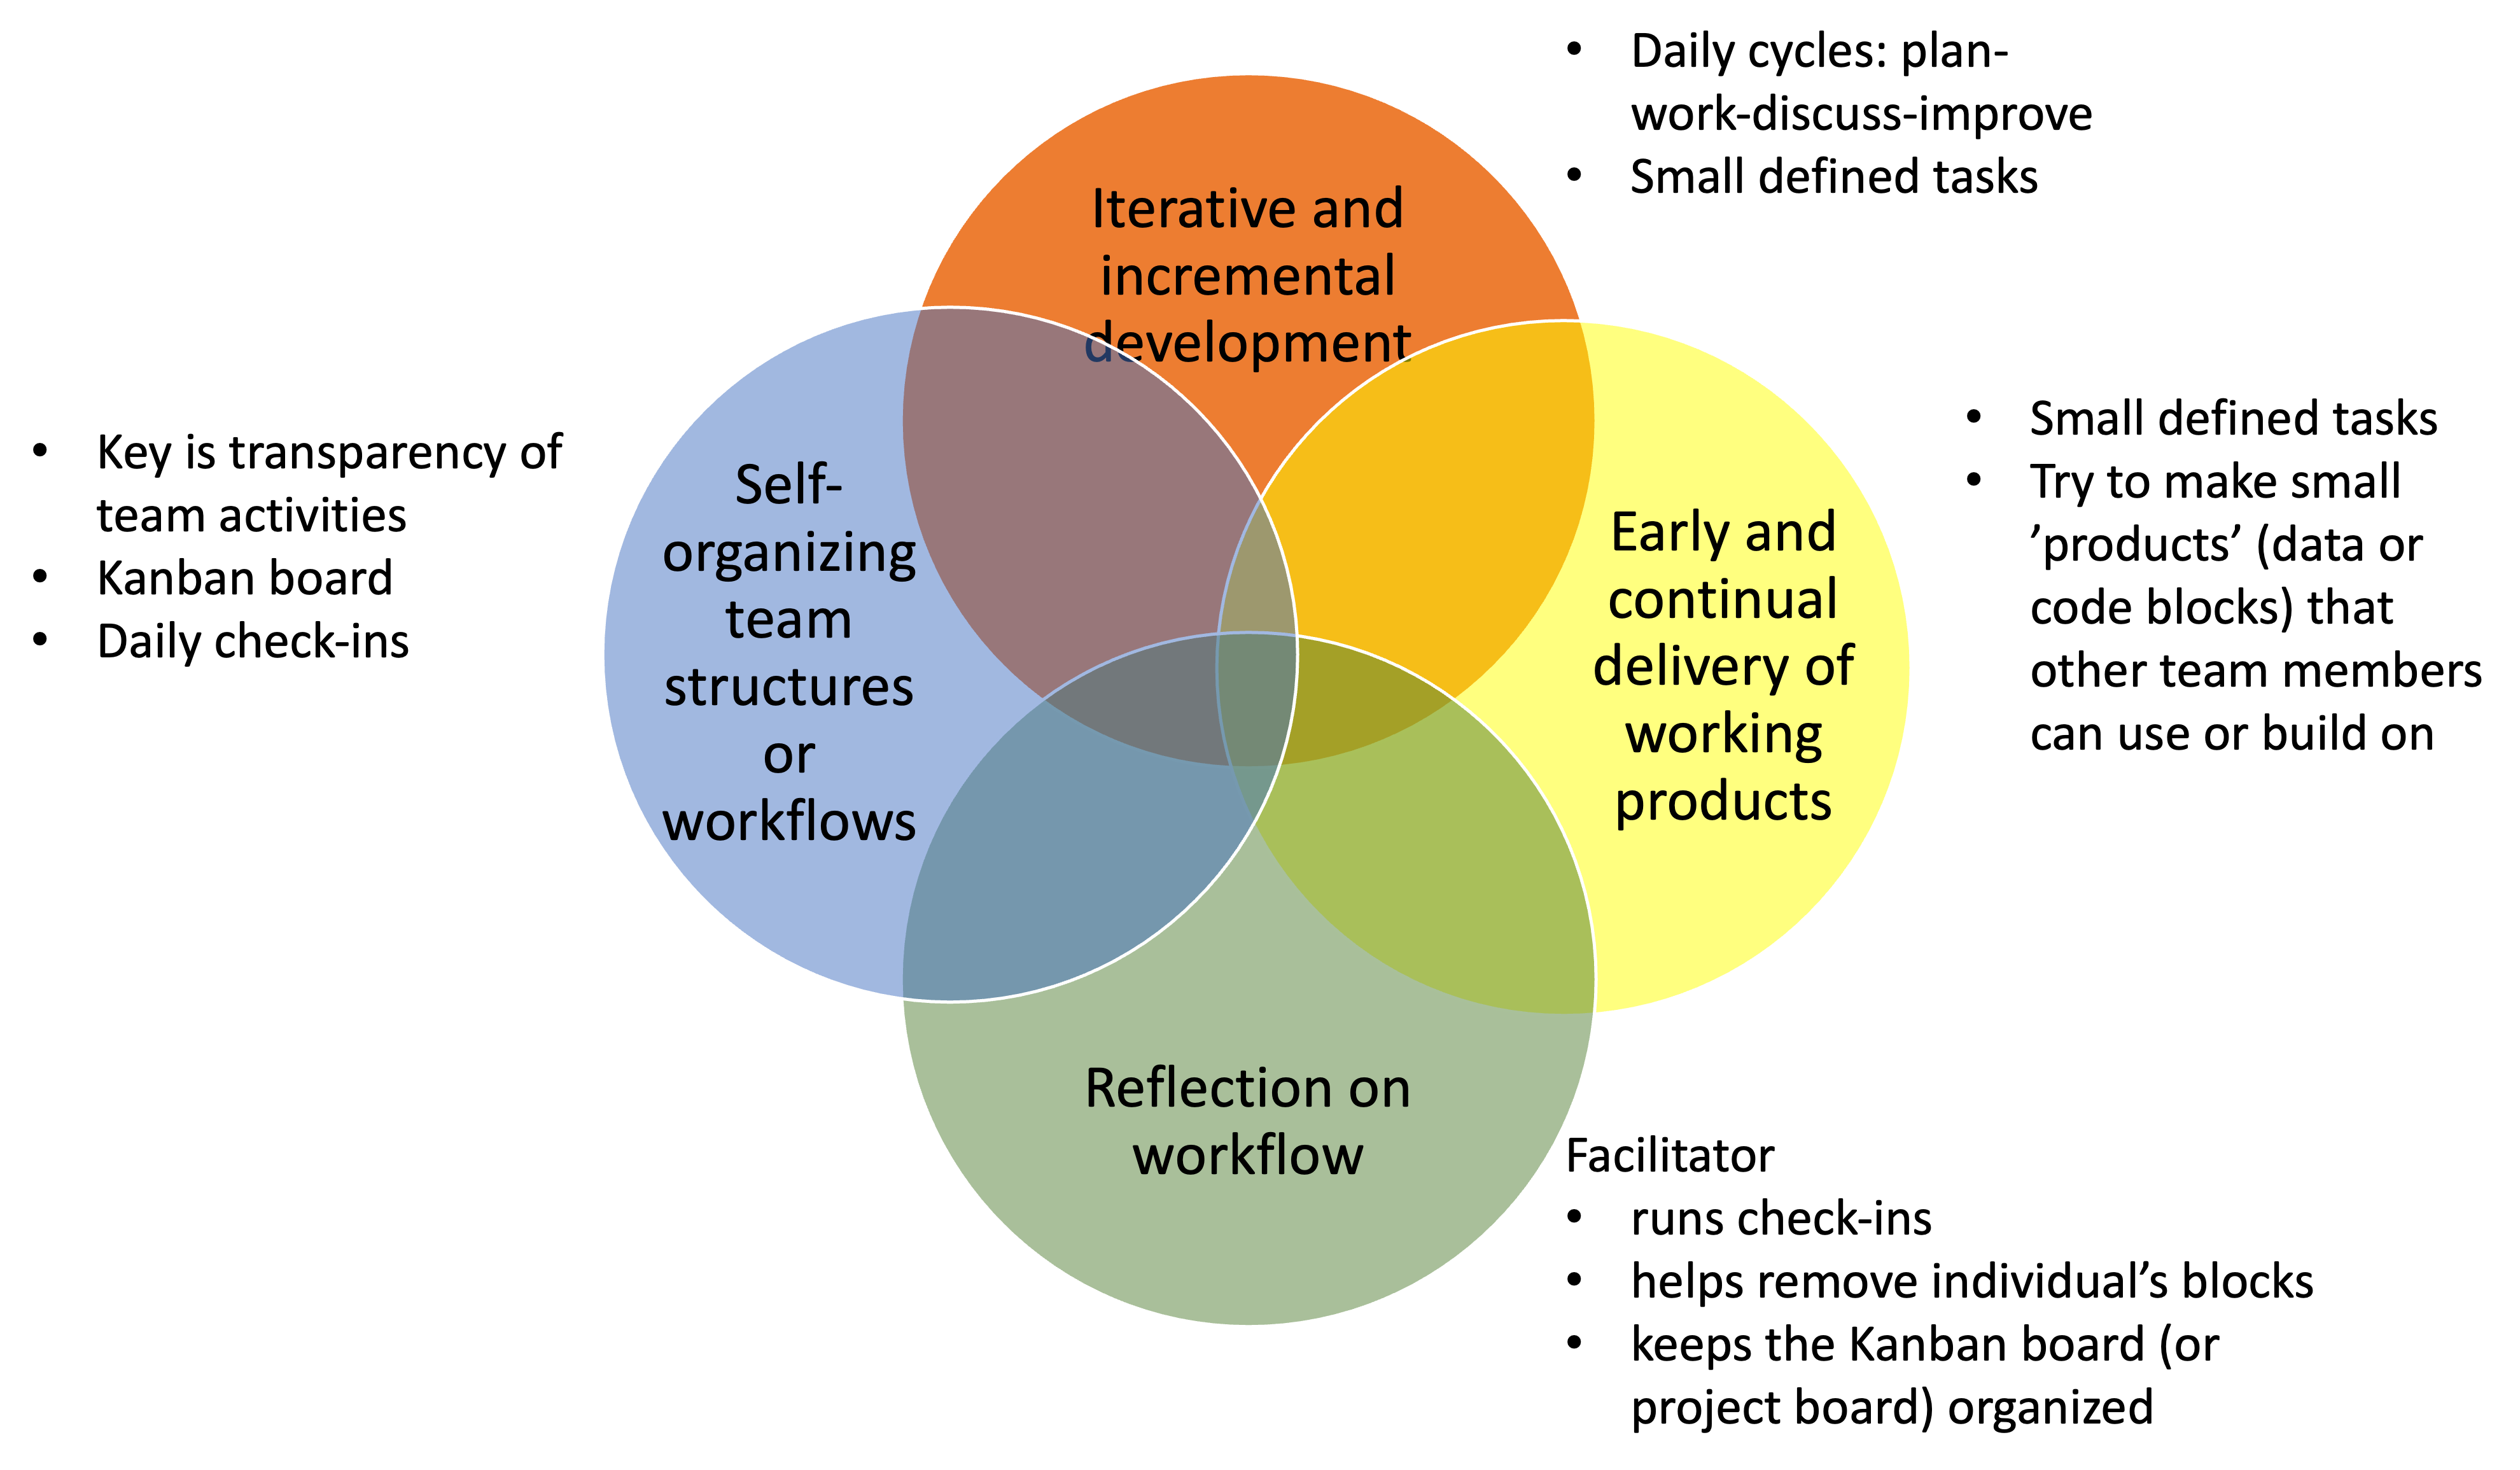 • Daily cycles: plan-
work-discuss-improve
• Small defined tasks
Iterative and
incremental
development
• Key is transparency of
team activities
• Kanban board
• Daily check-ins
Self-
organizing
team
structures
or
workflows
Early and
continual
delivery of
working
products
• Small defined tasks
• Try to make small
’products’ (data or
code blocks) that
other team members
can use or build on
Reflection on
workflow
Facilitator
• runs check-ins
• helps remove individual’s blocks
• keeps the Kanban board (or
project board) organized